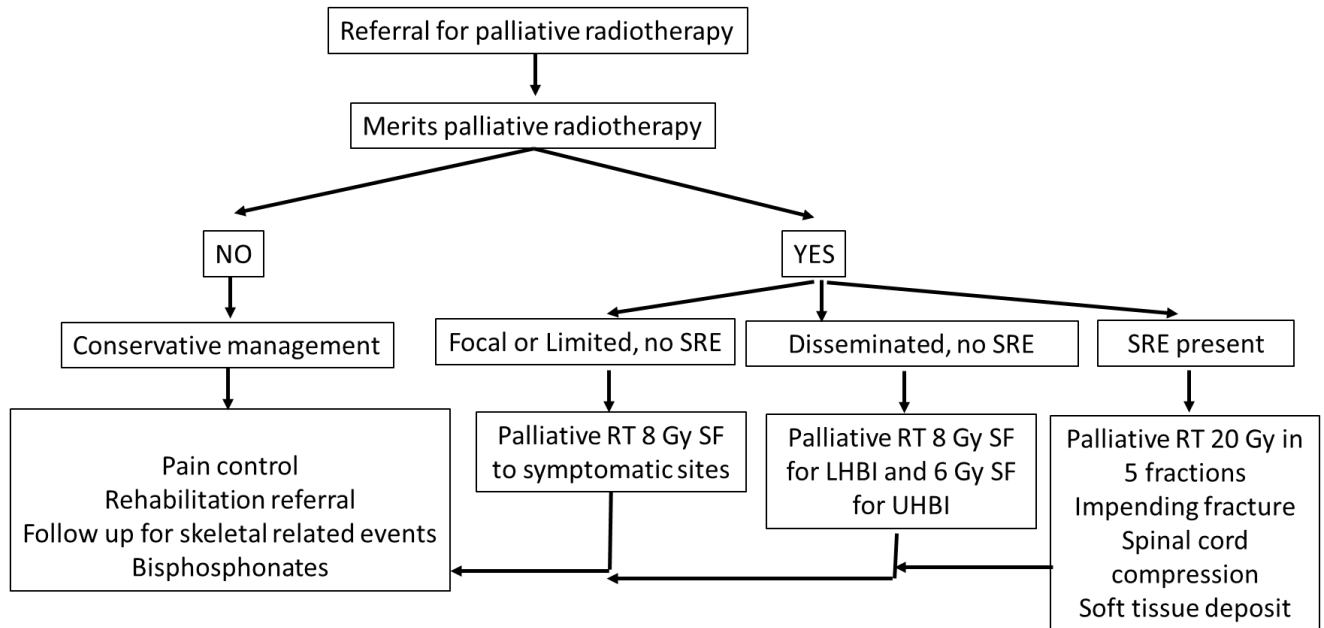 Referral for palliative radiotherapy
Merits palliative radiotherapy
NO
YES
Conservative management
Focal or Limited, no SRE
Disseminated, no SRE
SRE present
Pain control
Rehabilitation referral
Follow up for skeletal related events
Bisphosphonates
Palliative RT 8 Gy SF
to symptomatic sites
Palliative RT 8 Gy SF
for LHBI and 6 Gy SF
for UHBI
Palliative RT 20 Gy in
5 fractions
Impending fracture
Spinal cord
compression
Soft tissue deposit